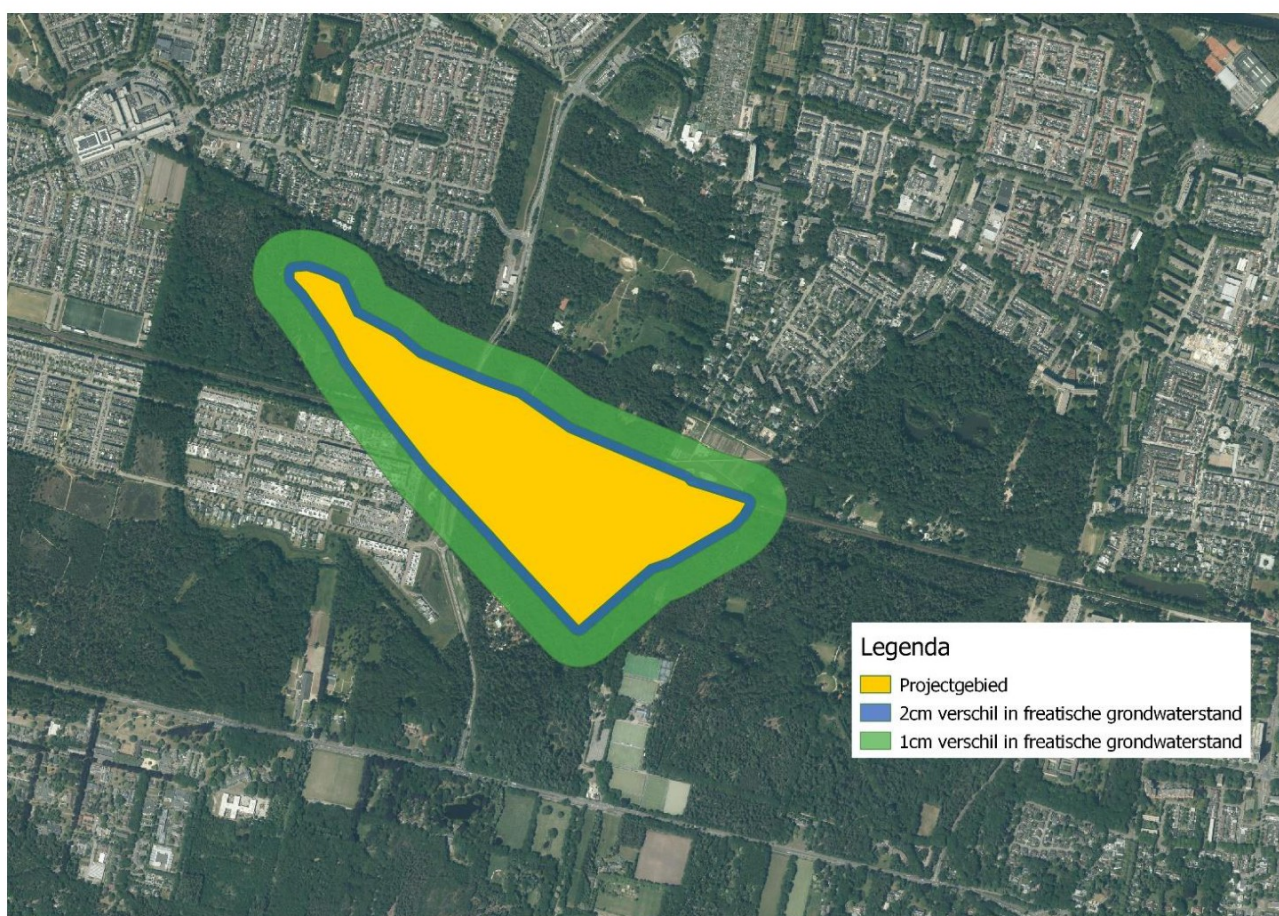 Legenda
Projectgebied
2cm verschil in freatische grondwaterstand
1cm verschil in freatische grondwaterstand